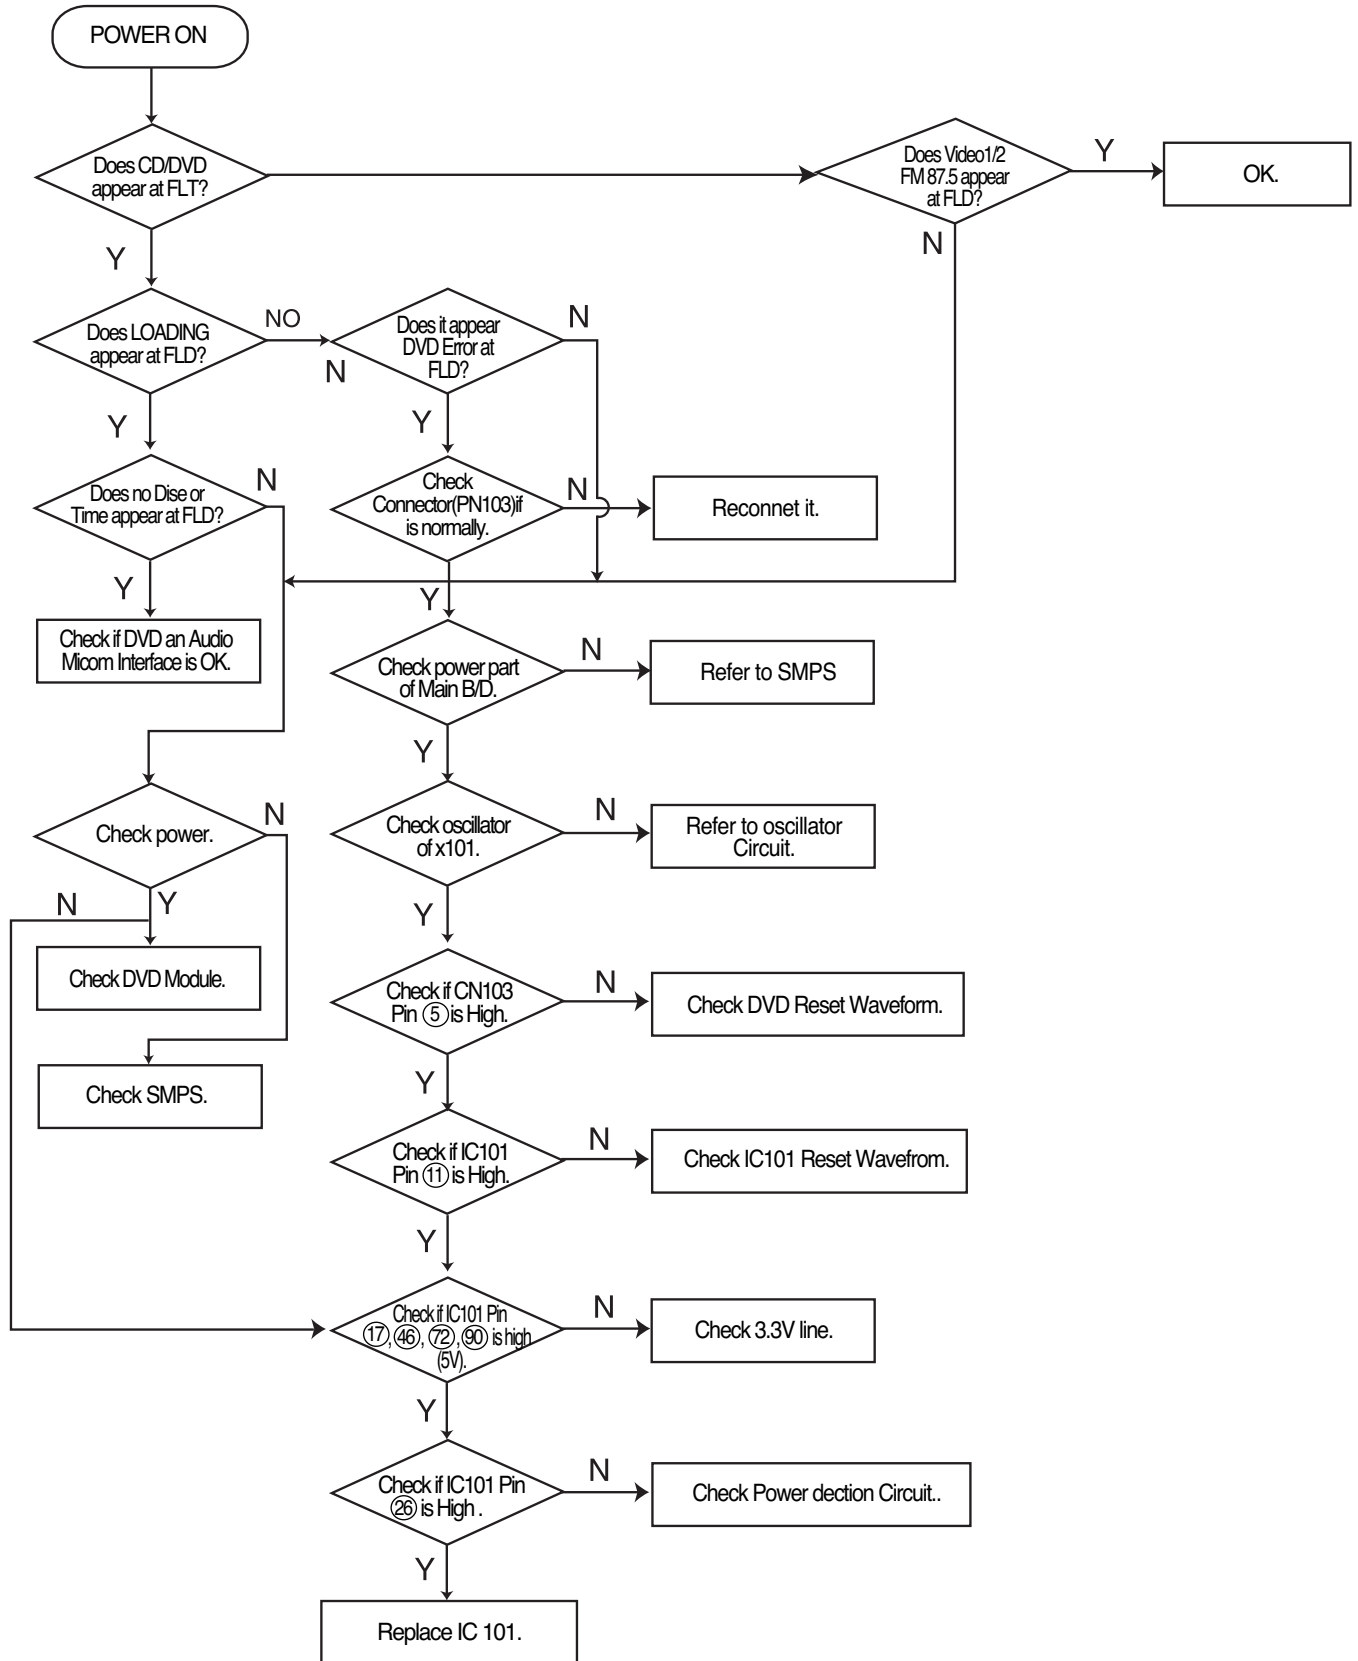 POWER ON
Does CD/DVD
appear at FLT?
Does Video1/2
FM 87.5 appear
at FLD?
Y
OK.
N
Y
Does LOADING
appear at FLD?
NO
N
Does it appear
DVD Error at
FLD?
N
Y
Y
Does no Dise or
Time appear at FLD?
N
Check
Connector(PN103)if
is normally.
N
Reconnet it.
Y
Y
Check if DVD an Audio
Micom Interface is OK.
Check power part
of Main B/D.
N
Refer to SMPS
Y
Check power.
N
Check oscillator
of x101.
N
Refer to oscillator
Circuit.
N
Y
Y
Check DVD Module.
Check if CN103
Pin ⑤ is High.
N
Check DVD Reset Waveform.
Check SMPS.
Y
Check if IC101
Pin ⑪ is High.
N
Check IC101 Reset Wavefrom.
Y
Check if IC101 Pin
⑰, ㊻, 72, 90 is high
(5V).
N
Check 3.3V line.
Y
Check if IC101 Pin
㉖ is High .
N
Check Power dection Circuit..
Y
Replace IC 101.